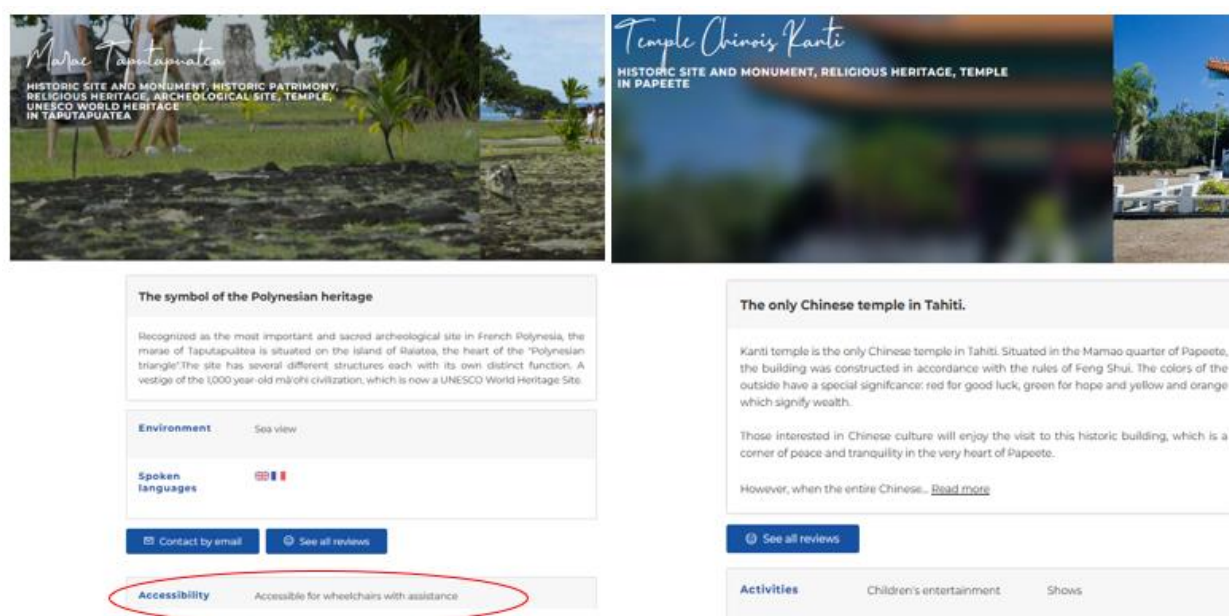 Marae Taputapuatea
HISTORIC SITE AND MONUMENT, HISTORIC PATRIMONY,
RELIGIOUS HERITAGE, ARCHEOLOGICAL SITE, TEMPLE,
UNESCO WORLD HERITAGE
IN TAPUTAPUATEA
The symbol of the Polynesian heritage
Recognized as the most important and sacred archeological site in French Polynesia, the
marae of Taputapuātea is situated on the island of Raiatea, the heart of the "Polynesian
triangle".The site has several different structures each with its own distinct function. A
vestige of the 1,000 year-old mā'ohi civilization, which is now a UNESCO World Heritage Site.
Environment Sea view
Spoken
languages
Contact by email See all reviews
Accessibility Accessible for wheelchairs with assistance
Temple Chinois Kanti
HISTORIC SITE AND MONUMENT, RELIGIOUS HERITAGE, TEMPLE
IN PAPEETE
The only Chinese temple in Tahiti.
Kanti temple is the only Chinese temple in Tahiti. Situated in the Mamao quarter of Papeete,
the building was constructed in accordance with the rules of Feng Shui. The colors of the
outside have a special signifcance: red for good luck, green for hope and yellow and orange
which signify wealth.
Those interested in Chinese culture will enjoy the visit to this historic building, which is a
corner of peace and tranquility in the very heart of Papeete.
However, when the entire Chinese... Read more
See all reviews
Activities Children's entertainment Shows